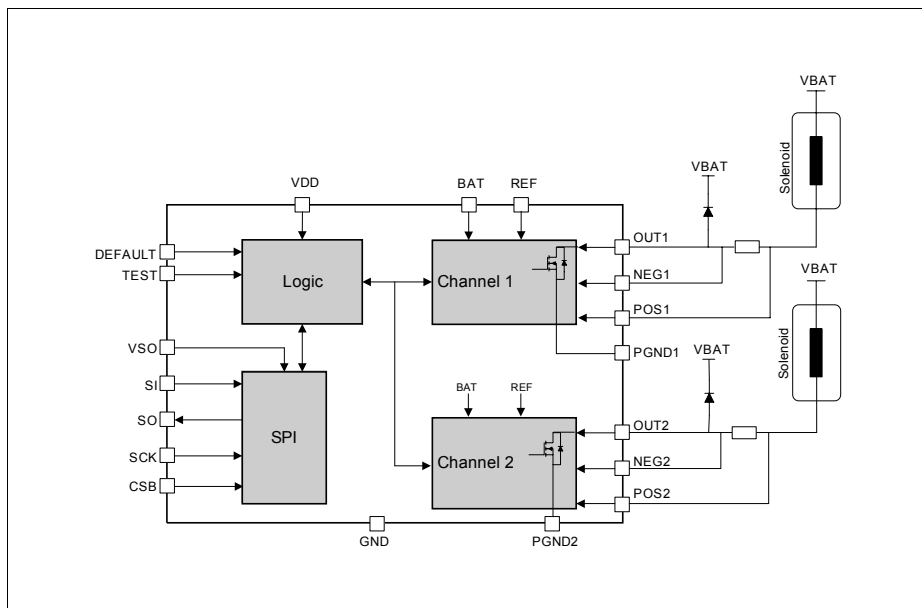 VBAT
Solenoid
VBAT
VDD
BAT
REF
DEFAULT
TEST
Logic
Channel 1
OUT1
NEG1
POS1
PGND1
VBAT
Solenoid
VBAT
VSO
SI
SO
SCK
CSB
SPI
BAT
REF
Channel 2
OUT2
NEG2
POS2
GND
PGND2